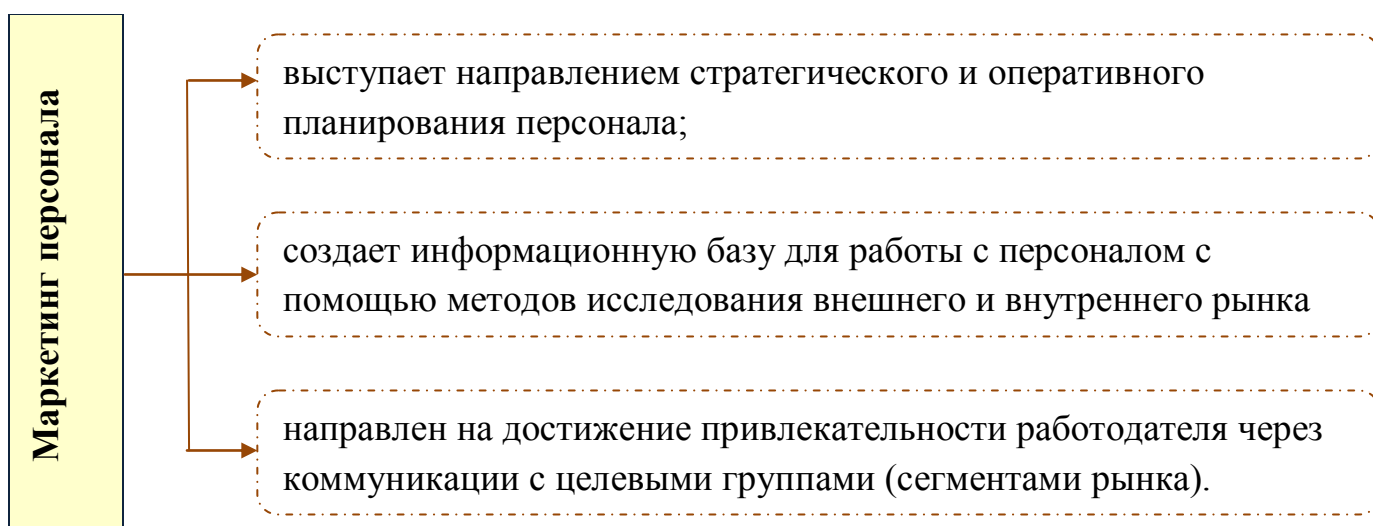 Маркетинг персонала
выступает направлением стратегического и оперативного
планирования персонала;
создает информационную базу для работы с персоналом с
помощью методов исследования внешнего и внутреннего рынка
направлен на достижение привлекательности работодателя через
коммуникации с целевыми группами (сегментами рынка).